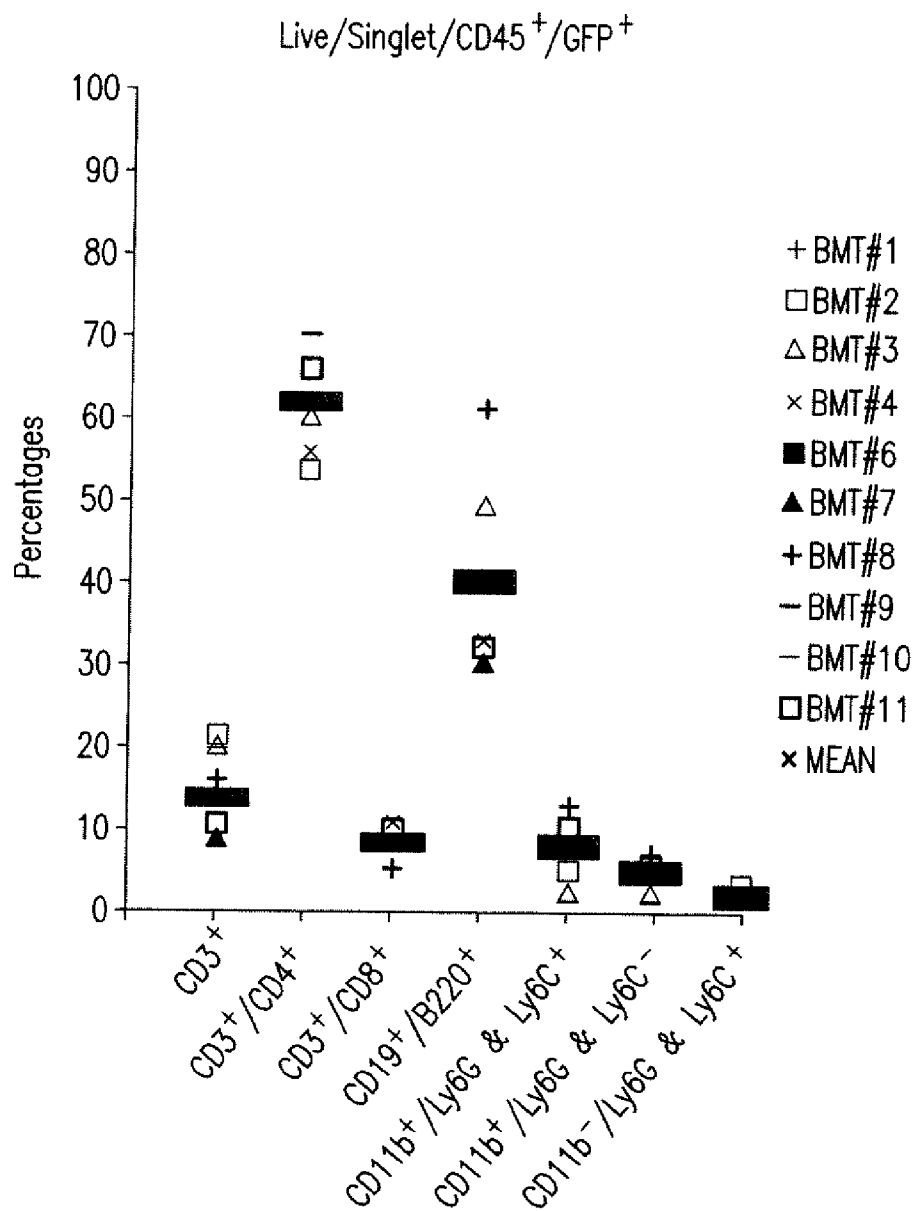 Live/Singlet/CD45+/GFP+
100
90
80
70
60
50
40
30
20
10
0
Percentages
CD3+
CD3+/CD4+
CD3+/CD8+
CD19+/B220+
CD11b+/Ly6G & Ly6C+
CD11b+/Ly6G & Ly6C-
CD11b-/Ly6G & Ly6C+
+ BMT#1
□ BMT#2
△ BMT#3
× BMT#4
■ BMT#6
▲ BMT#7
+ BMT#8
– BMT#9
– BMT#10
□ BMT#11
× MEAN